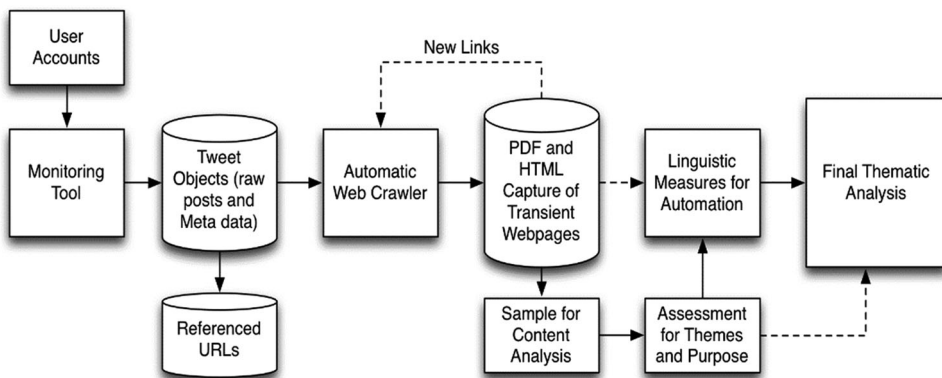 User
Accounts
New Links
Monitoring
Tool
Tweet
Objects (raw
posts and
Meta data)
Automatic
Web Crawler
PDF and
HTML
Capture of
Transient
Webpages
Linguistic
Measures for
Automation
Final Thematic
Analysis
Referenced
URLs
Sample for
Content
Analysis
Assessment
for Themes
and Purpose